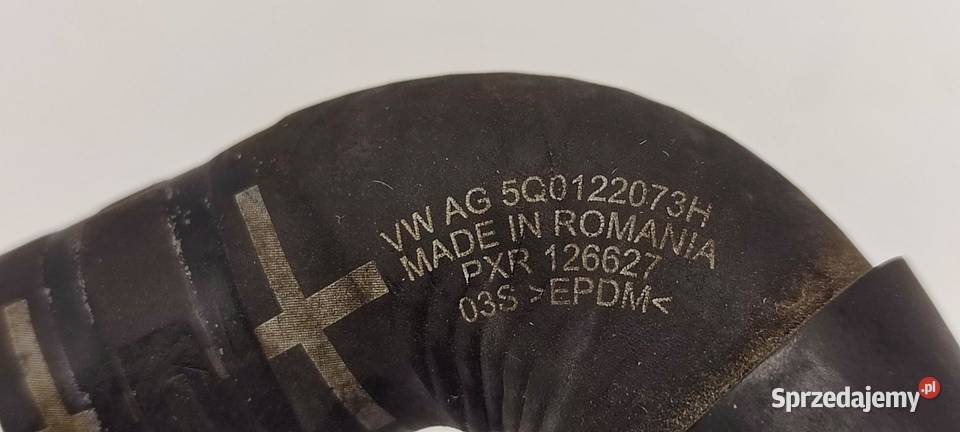 VW AG 5Q0122073H
MADE IN ROMANIA
PXR 126627
03S >EPDM<
Sprzedajemy.pl